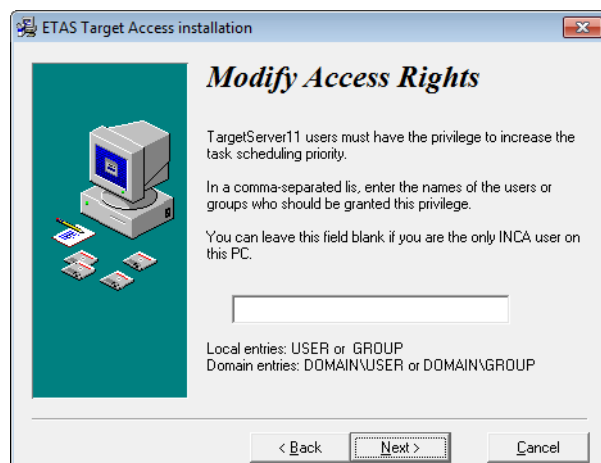 ETAS Target Access installation
Modify Access Rights
TargetServer11 users must have the privilege to increase the
task scheduling priority.
In a comma-separated lis, enter the names of the users or
groups who should be granted this privilege.
You can leave this field blank if you are the only INCA user on
this PC.
Local entries: USER or GROUP
Domain entries: DOMAIN\USER or DOMAIN\GROUP
< Back
Next >
Cancel